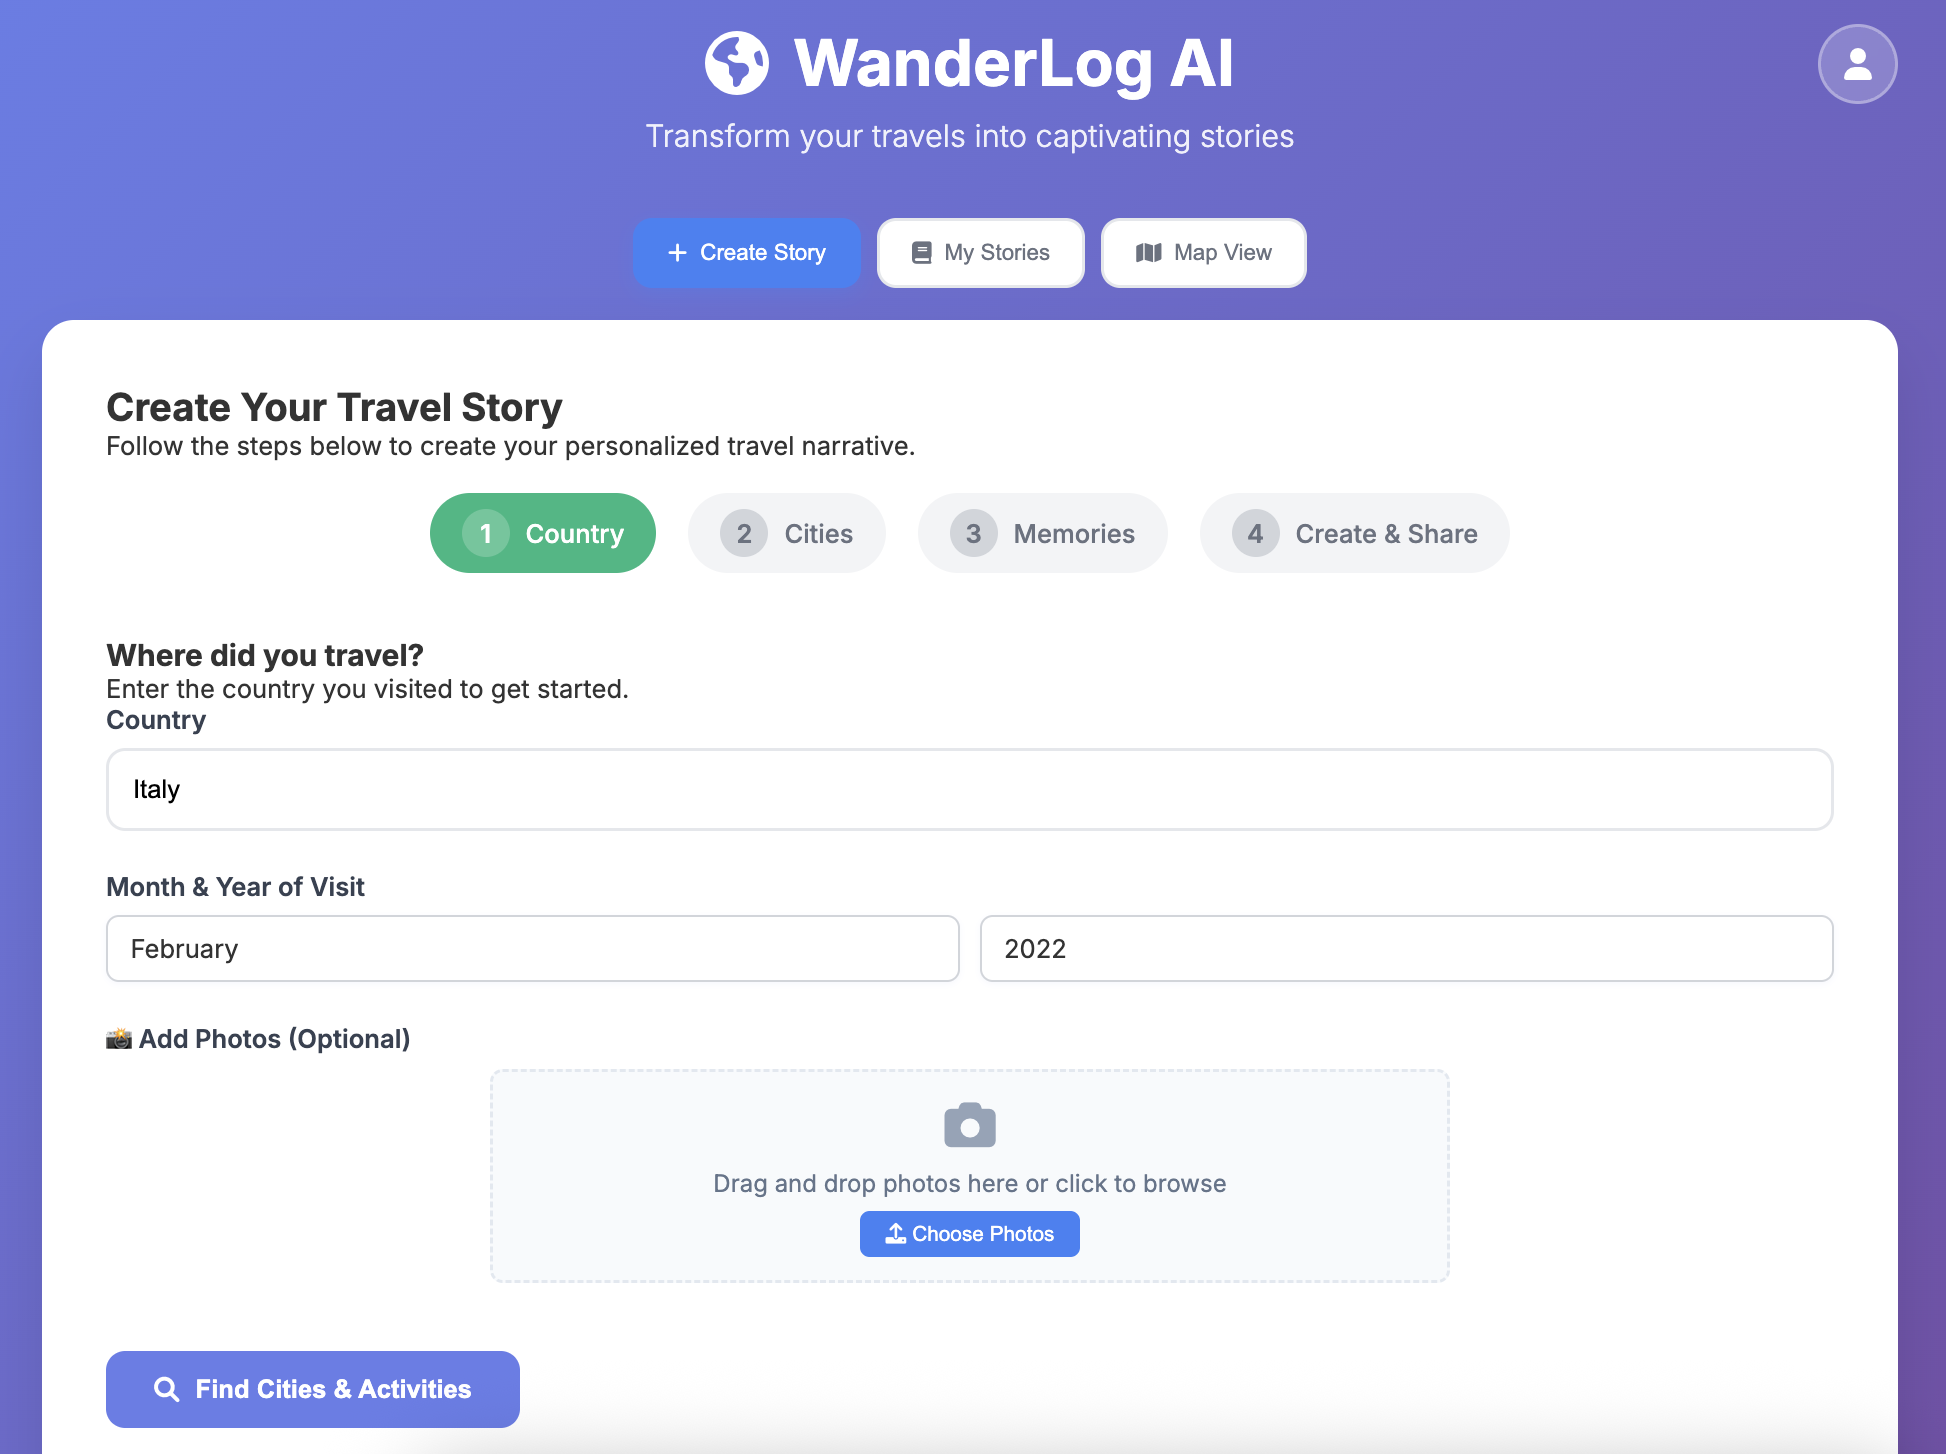 WanderLog AI
Transform your travels into captivating stories
Create Story
My Stories
Map View
Create Your Travel Story
Follow the steps below to create your personalized travel narrative.
1 Country
2 Cities
3 Memories
4 Create & Share
Where did you travel?
Enter the country you visited to get started.
Country
Italy
Month & Year of Visit
February
2022
📸 Add Photos (Optional)
Drag and drop photos here or click to browse
Choose Photos
Find Cities & Activities